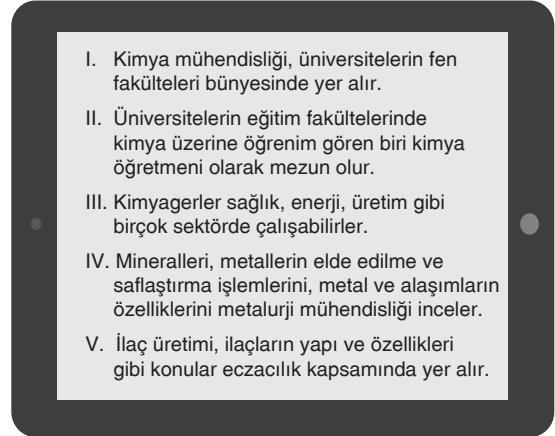 I. Kimya mühendisliği, üniversitelerin fen
fakülteleri bünyesinde yer alır.
II. Üniversitelerin eğitim fakültelerinde
kimya üzerine öğrenim gören biri kimya
öğretmeni olarak mezun olur.
III. Kimyagerler sağlık, enerji, üretim gibi
birçok sektörde çalışabilirler.
IV. Mineralleri, metallerin elde edilme ve
saflaştırma işlemlerini, metal ve alaşımların
özelliklerini metalurji mühendisliği inceler.
V. İlaç üretimi, ilaçların yapı ve özellikleri
gibi konular eczacılık kapsamında yer alır.